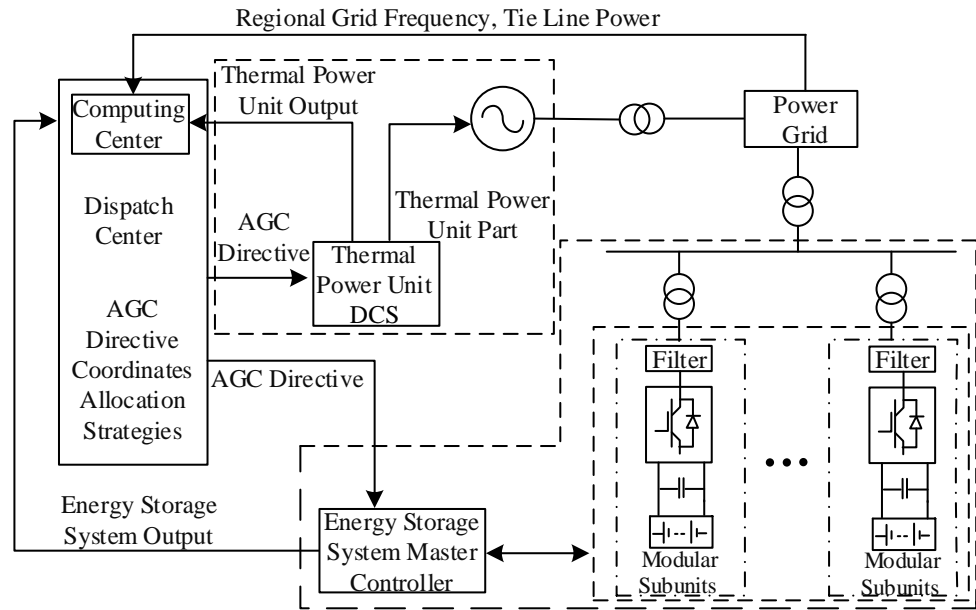 Regional Grid Frequency, Tie Line Power
Computing
Center
Dispatch
Center
AGC
Directive
Coordinates
Allocation
Strategies
Thermal Power
Unit Output
AGC
Directive
Thermal
Power Unit
DCS
Thermal Power
Unit Part
Power
Grid
AGC Directive
Energy Storage
System Output
Energy Storage
System Master
Controller
Filter
Modular
Subunits
Filter
Modular
Subunits